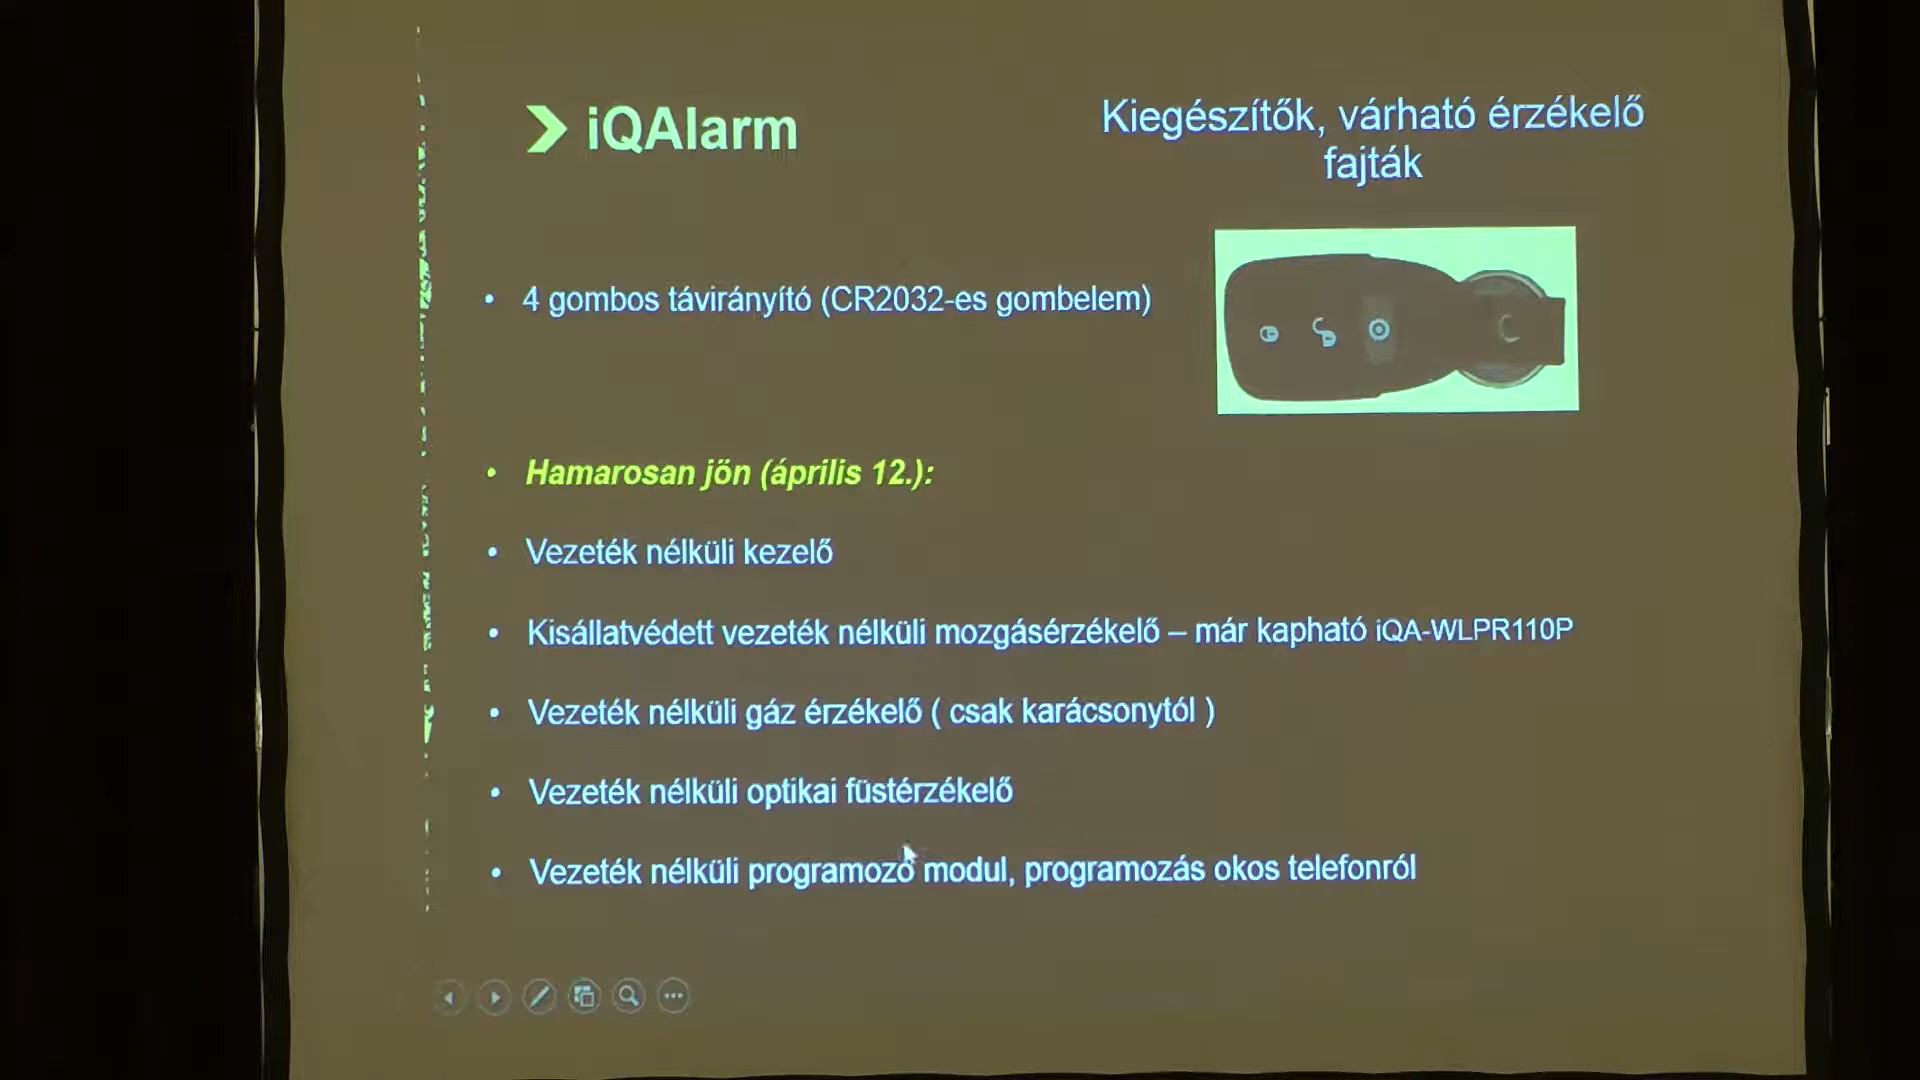 iQAlarm
Kiegészítők, várható érzékelő
fajták
• 4 gombos távirányító (CR2032-es gombelem)
• Hamarosan jön (április 12.):
• Vezeték nélküli kezelő
• Kisállatvédett vezeték nélküli mozgásérzékelő – már kapható iQA-WLPR110P
• Vezeték nélküli gáz érzékelő ( csak karácsonytól )
• Vezeték nélküli optikai füstérzékelő
• Vezeték nélküli programozó modul, programozás okos telefonról